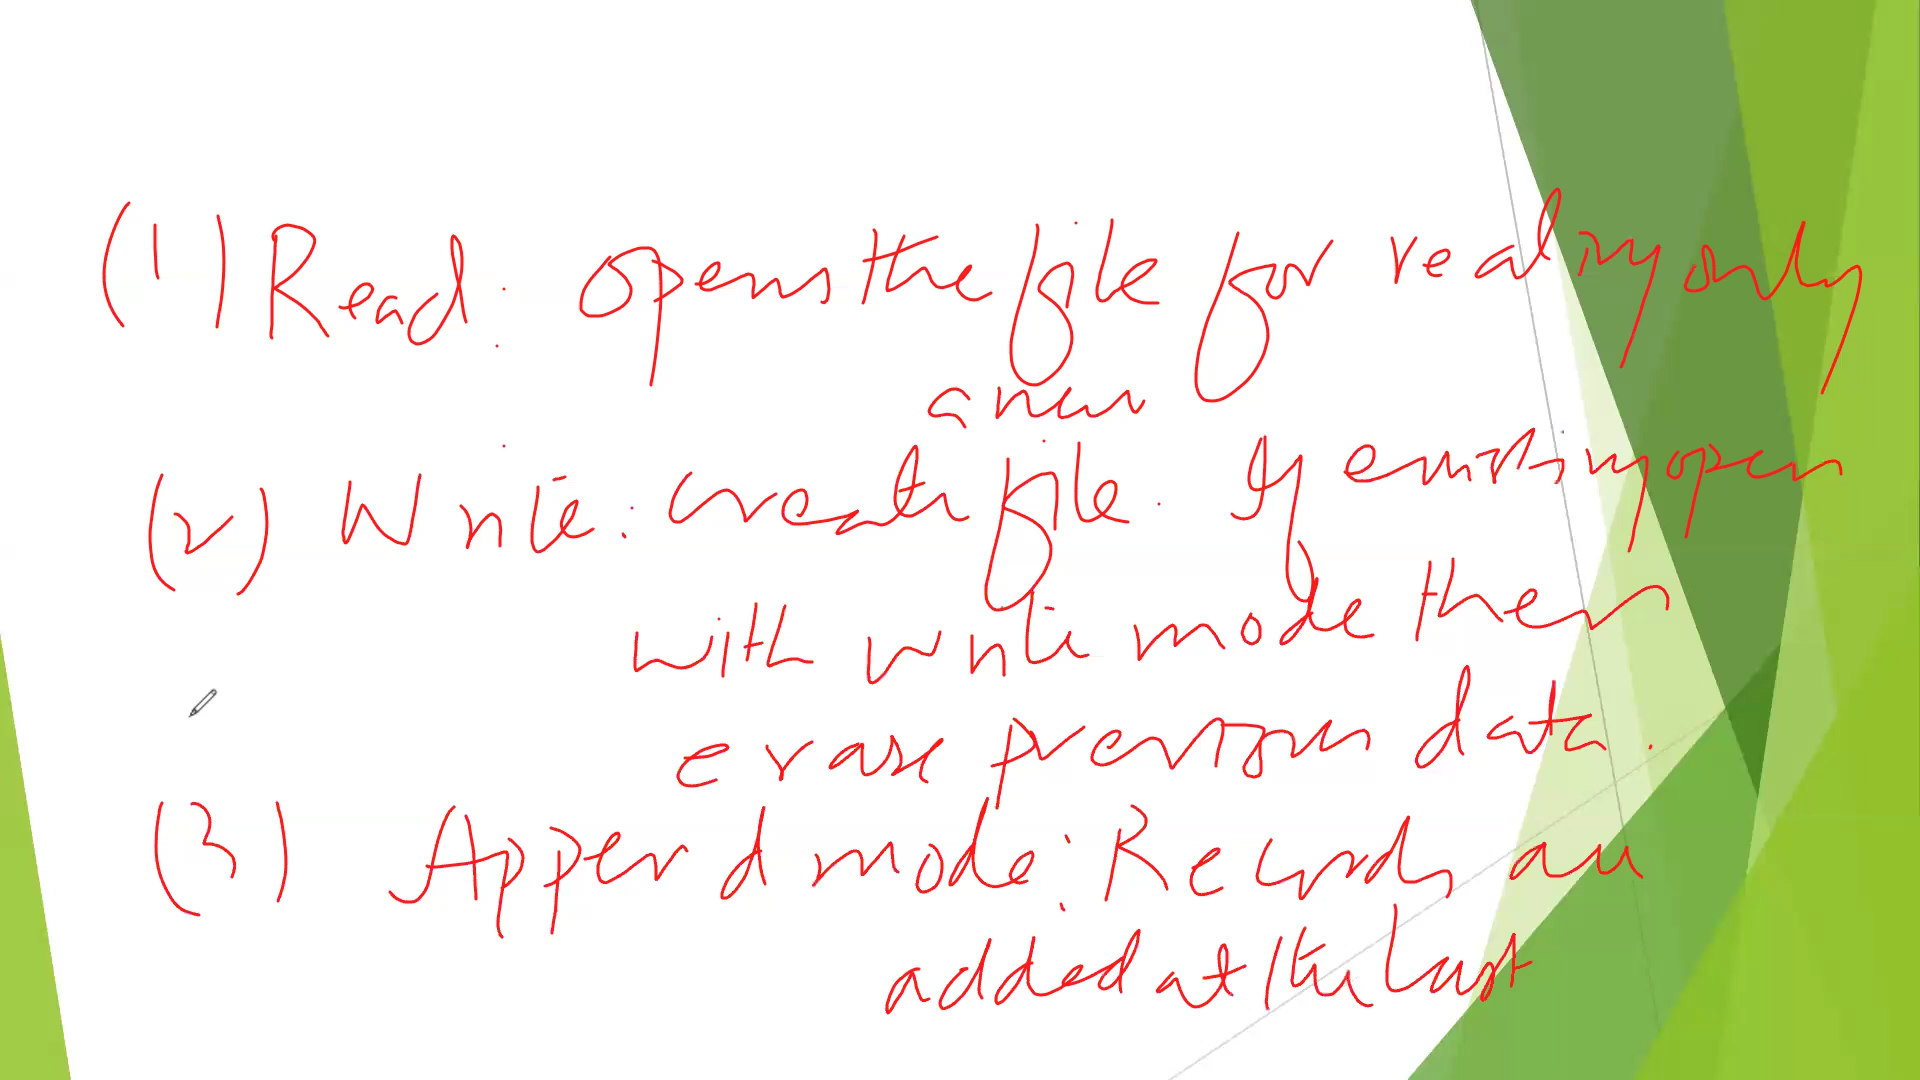 (1) Read : opens the file for reading only
a new
(2) Write : create file. If existing open
with write mode then
erase previous data.
(3) Append mode : Records are
added at the last